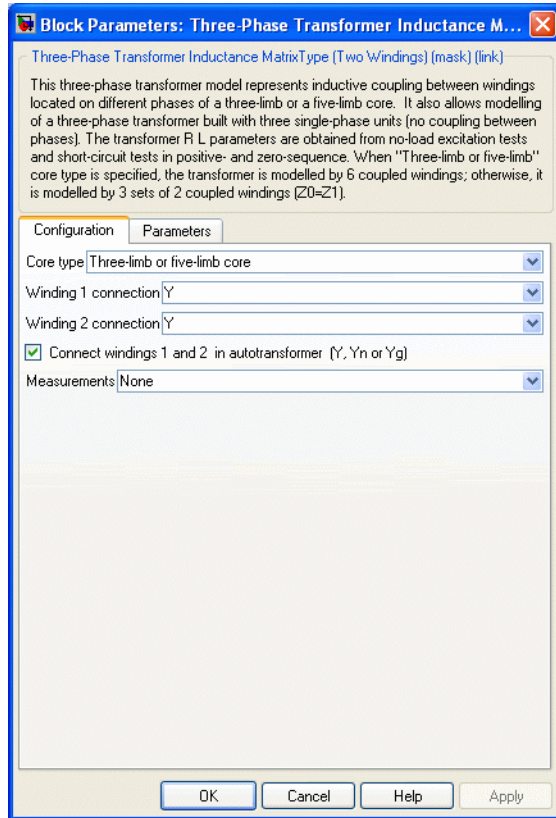 Block Parameters: Three-Phase Transformer Inductance M...
Three-Phase Transformer Inductance MatrixType (Two Windings) (mask) (link)
This three-phase transformer model represents inductive coupling between windings
located on different phases of a three-limb or a five-limb core. It also allows modelling
of a three-phase transformer built with three single-phase units (no coupling between
phases). The transformer R L parameters are obtained from no-load excitation tests
and short-circuit tests in positive- and zero-sequence. When "Three-limb or five-limb"
core type is specified, the transformer is modelled by 6 coupled windings; otherwise, it
is modelled by 3 sets of 2 coupled windings (Z0=Z1).
Configuration Parameters
Core type Three-limb or five-limb core
Winding 1 connection Y
Winding 2 connection Y
Connect windings 1 and 2 in autotransformer (Y, Yn or Yg)
Measurements None
OK Cancel Help Apply